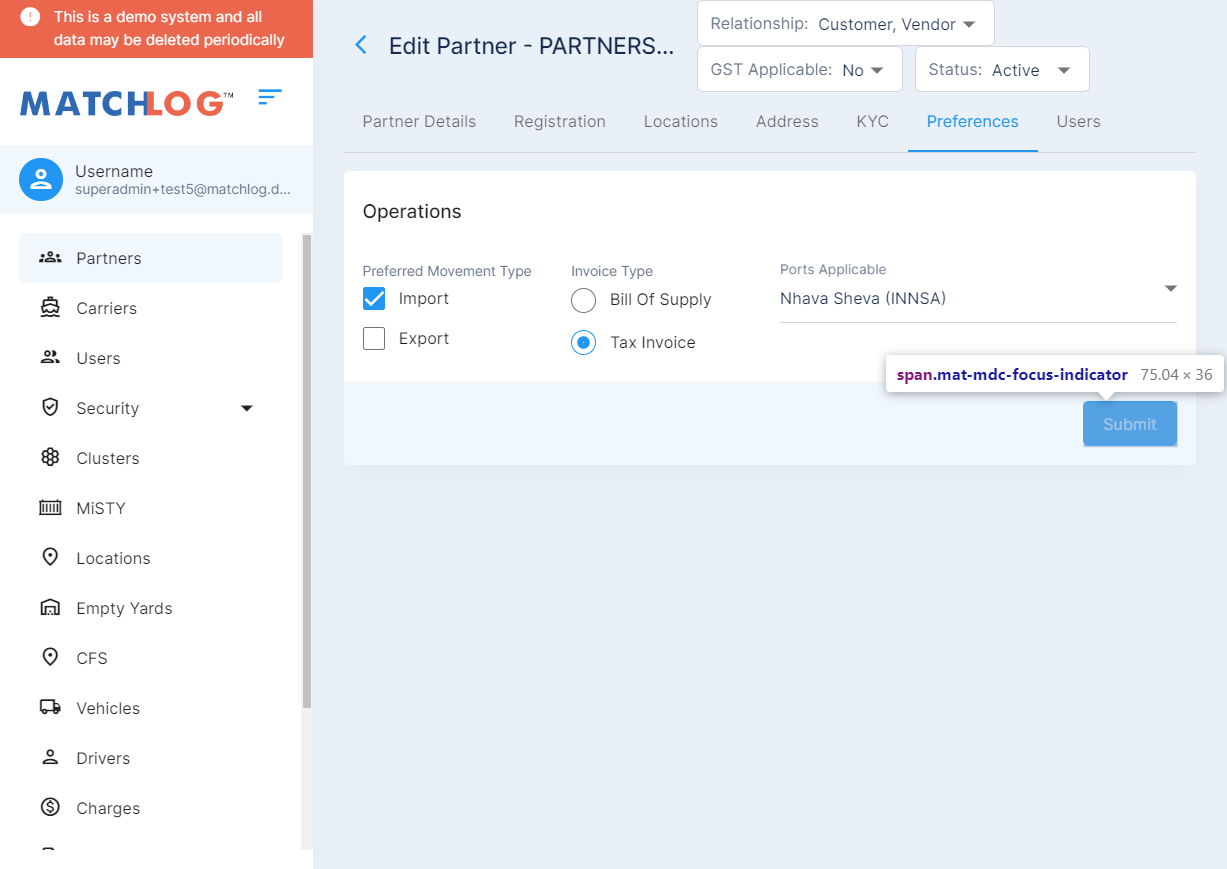 This is a demo system and all
data may be deleted periodically
MATCHLOG™
Username
superadmin+test5@matchlog.d...
Partners
Carriers
Users
Security
Clusters
MiSTY
Locations
Empty Yards
CFS
Vehicles
Drivers
Charges
Edit Partner - PARTNERS...
Relationship: Customer, Vendor
GST Applicable: No
Status: Active
Partner Details
Registration
Locations
Address
KYC
Preferences
Users
Operations
Preferred Movement Type
Import
Export
Invoice Type
Bill Of Supply
Tax Invoice
Ports Applicable
Nhava Sheva (INNSA)
span.mat-mdc-focus-indicator 75.04 × 36
Submit